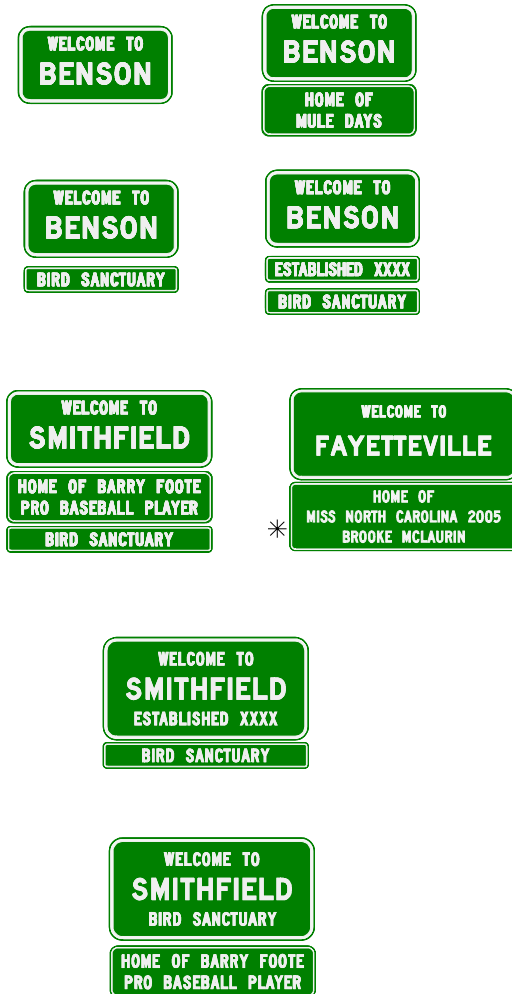 WELCOME TO
BENSON
WELCOME TO
BENSON
HOME OF
MULE DAYS
WELCOME TO
BENSON
BIRD SANCTUARY
WELCOME TO
BENSON
ESTABLISHED XXXX
BIRD SANCTUARY
WELCOME TO
SMITHFIELD
HOME OF BARRY FOOTE
PRO BASEBALL PLAYER
BIRD SANCTUARY
WELCOME TO
FAYETTEVILLE
HOME OF
MISS NORTH CAROLINA 2005
BROOKE MCLAURIN
WELCOME TO
SMITHFIELD
ESTABLISHED XXXX
BIRD SANCTUARY
WELCOME TO
SMITHFIELD
BIRD SANCTUARY
HOME OF BARRY FOOTE
PRO BASEBALL PLAYER